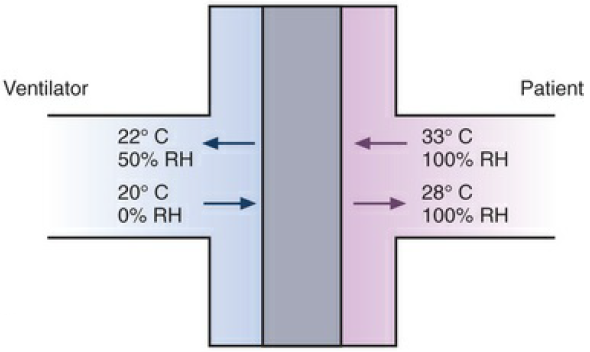 Ventilator
Patient
22° C
50% RH
33° C
100% RH
20° C
0% RH
28° C
100% RH